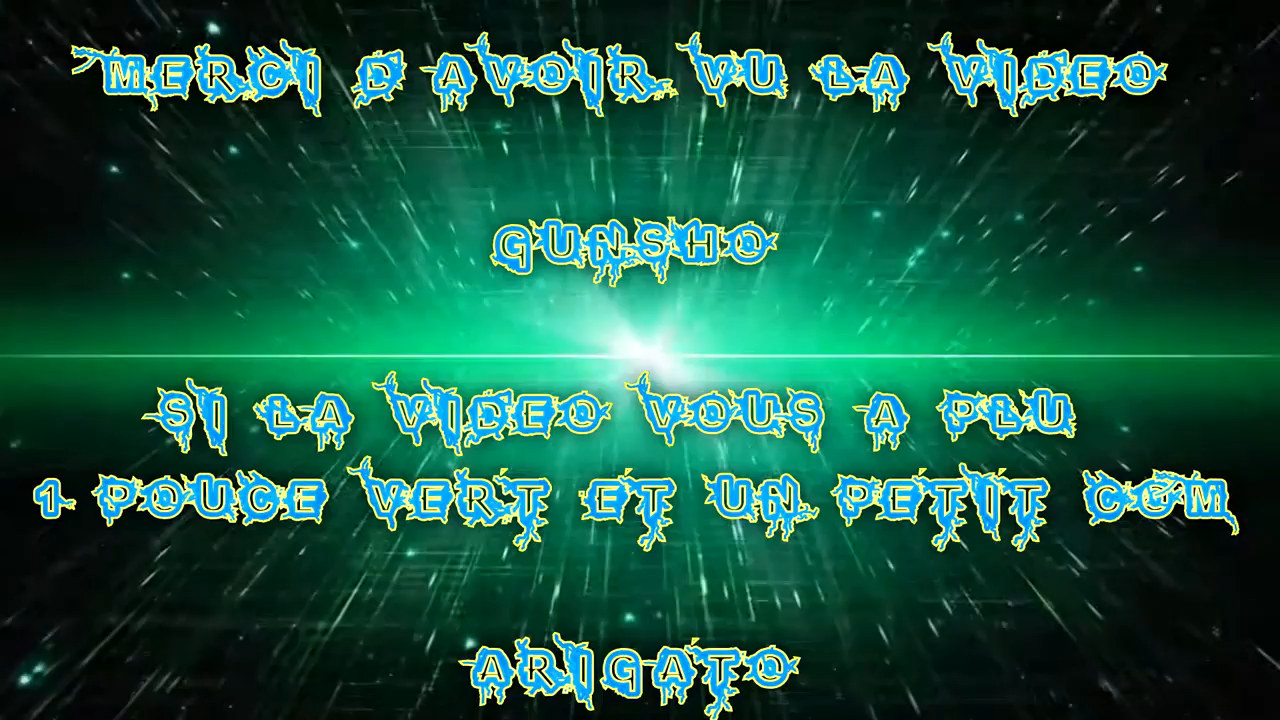 MERCI D AVOIR VU LA VIDEO
GUNSHO
SI LA VIDEO VOUS A PLU
1 POUCE VERT ET UN PETIT COM
ARIGATO